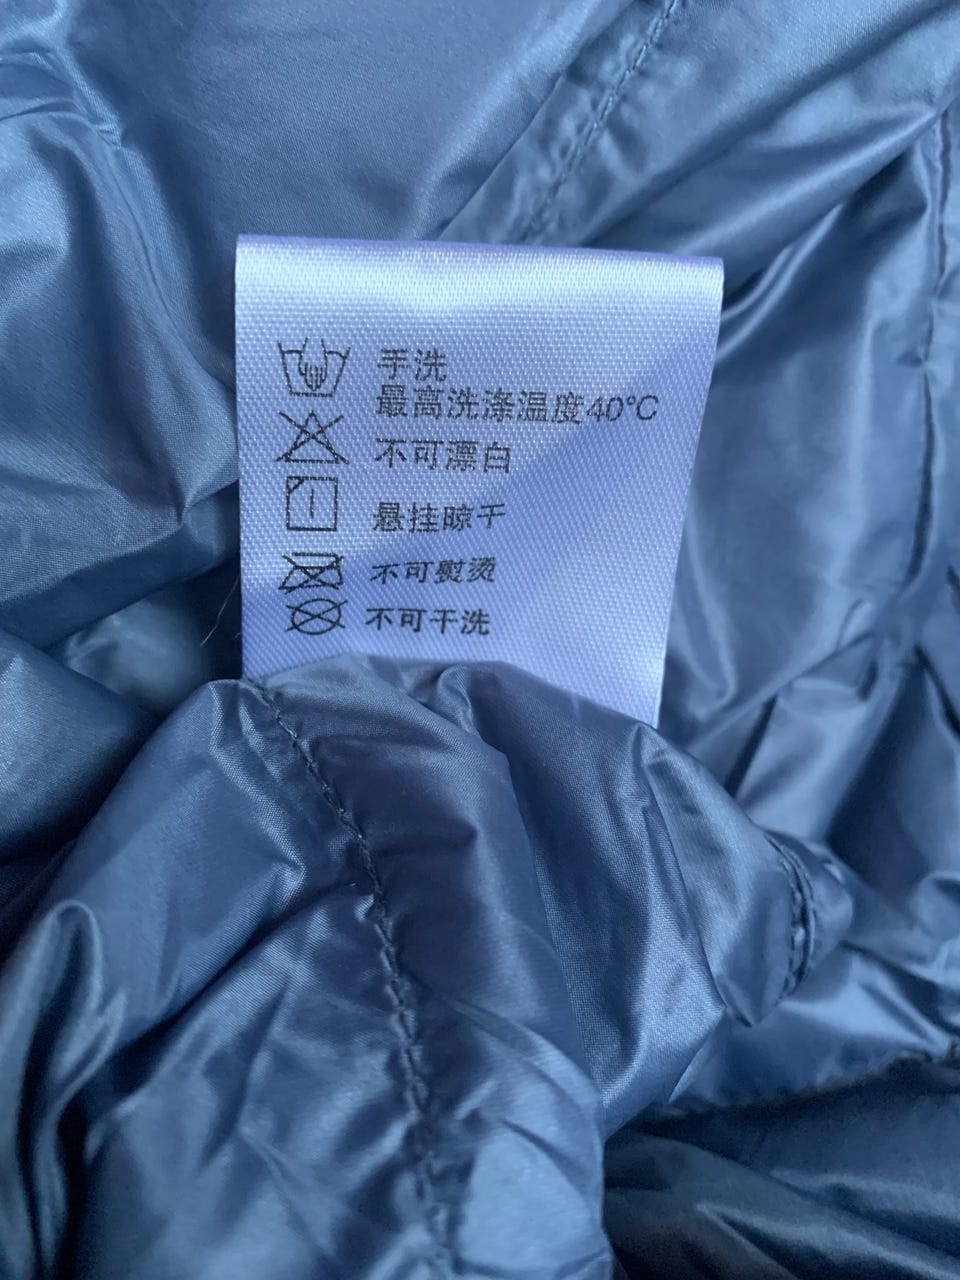 手洗
最高洗涤温度40°C
不可漂白
悬挂晾干
不可熨烫
不可干洗